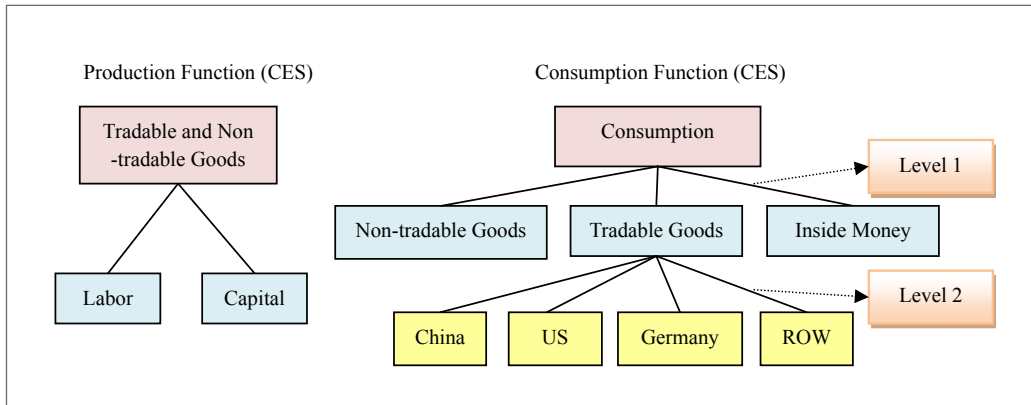 Production Function (CES)
Tradable and Non
-tradable Goods
Labor
Capital
Consumption Function (CES)
Consumption
Level 1
Non-tradable Goods
Tradable Goods
Inside Money
Level 2
China
US
Germany
ROW